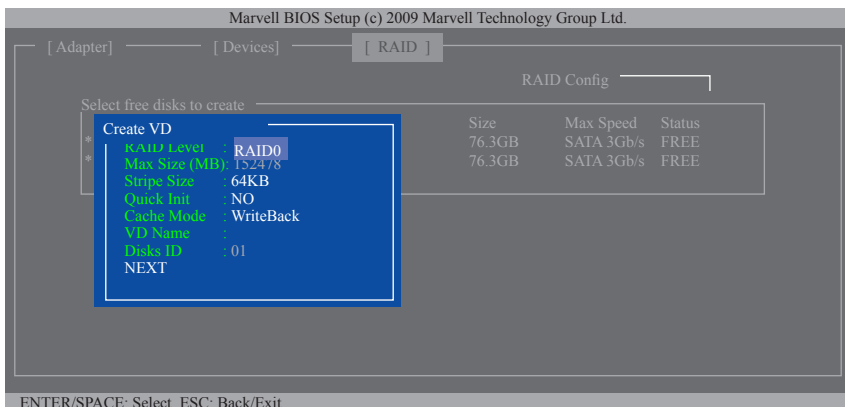 Marvell BIOS Setup (c) 2009 Marvell Technology Group Ltd.
[ Adapter] [ Devices] [ RAID ]
RAID Config
Select free disks to create
Size Max Speed Status
* 76.3GB SATA 3Gb/s FREE
* 76.3GB SATA 3Gb/s FREE
Create VD
RAID Level : RAID0
Max Size (MB): 152478
Stripe Size : 64KB
Quick Init : NO
Cache Mode : WriteBack
VD Name :
Disks ID : 01
NEXT
ENTER/SPACE: Select ESC: Back/Exit